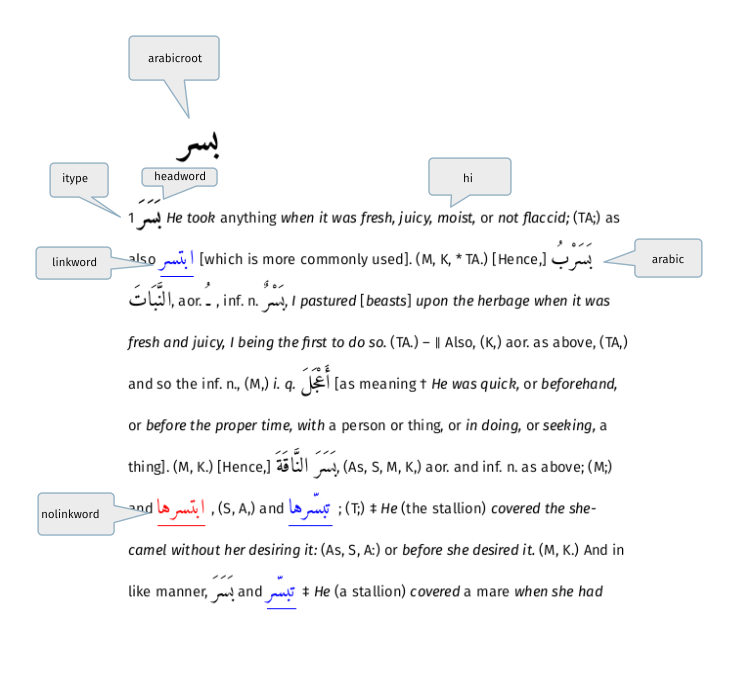 arabicroot
بسر
itype
headword
hi
1 بَسَرَ He took anything when it was fresh, juicy, moist, or not flaccid; (TA;) as
linkword
also ابتسر [which is more commonly used]. (M, K, * TA.) [Hence,] بَسَرْبُ
arabic
النَّبَاتَ, aor. ـُ , inf. n. بَسْرٌ, I pastured [beasts] upon the herbage when it was
fresh and juicy, I being the first to do so. (TA.) – ‖ Also, (K,) aor. as above, (TA,)
and so the inf. n., (M,) i. q. أَعْجَلَ [as meaning † He was quick, or beforehand,
or before the proper time, with a person or thing, or in doing, or seeking, a
thing]. (M, K.) [Hence,] بَسَرَ النَّاقَةَ, (As, S, M, K,) aor. and inf. n. as above; (M;)
nolinkword
and ابتسرها , (S, A,) and تبسّرها ; (T;) ‡ He (the stallion) covered the she-
camel without her desiring it: (As, S, A:) or before she desired it. (M, K.) And in
like manner, بَسَرَ and تبسّر ‡ He (a stallion) covered a mare when she had